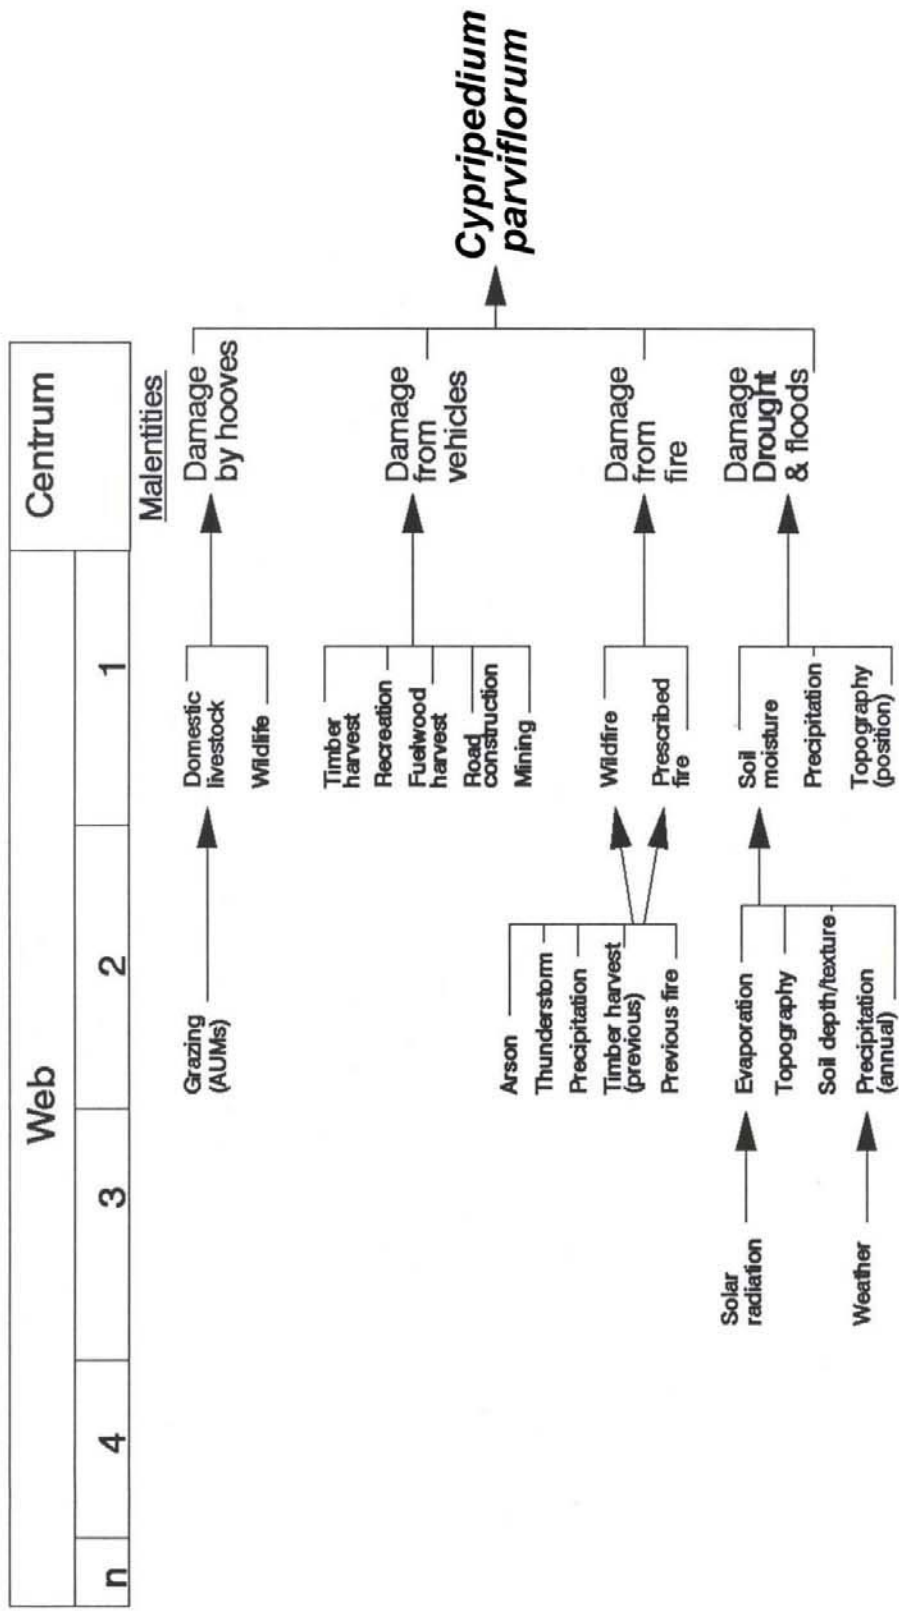 Web
Centrum
n
4
3
2
1
Malentities
Grazing
(AUMs)
Domestic
livestock
Wildlife
Damage
by hooves
Timber
harvest
Recreation
Fuelwood
harvest
Road
construction
Mining
Damage
from
vehicles
Cypripedium
parviflorum
Arson
Thunderstorm
Precipitation
Timber harvest
(previous)
Previous fire
Wildfire
Prescribed
fire
Damage
from
fire
Solar
radiation
Weather
Evaporation
Topography
Soil depth/texture
Precipitation
(annual)
Soil
moisture
Precipitation
Topography
(position)
Damage
Drought
& floods